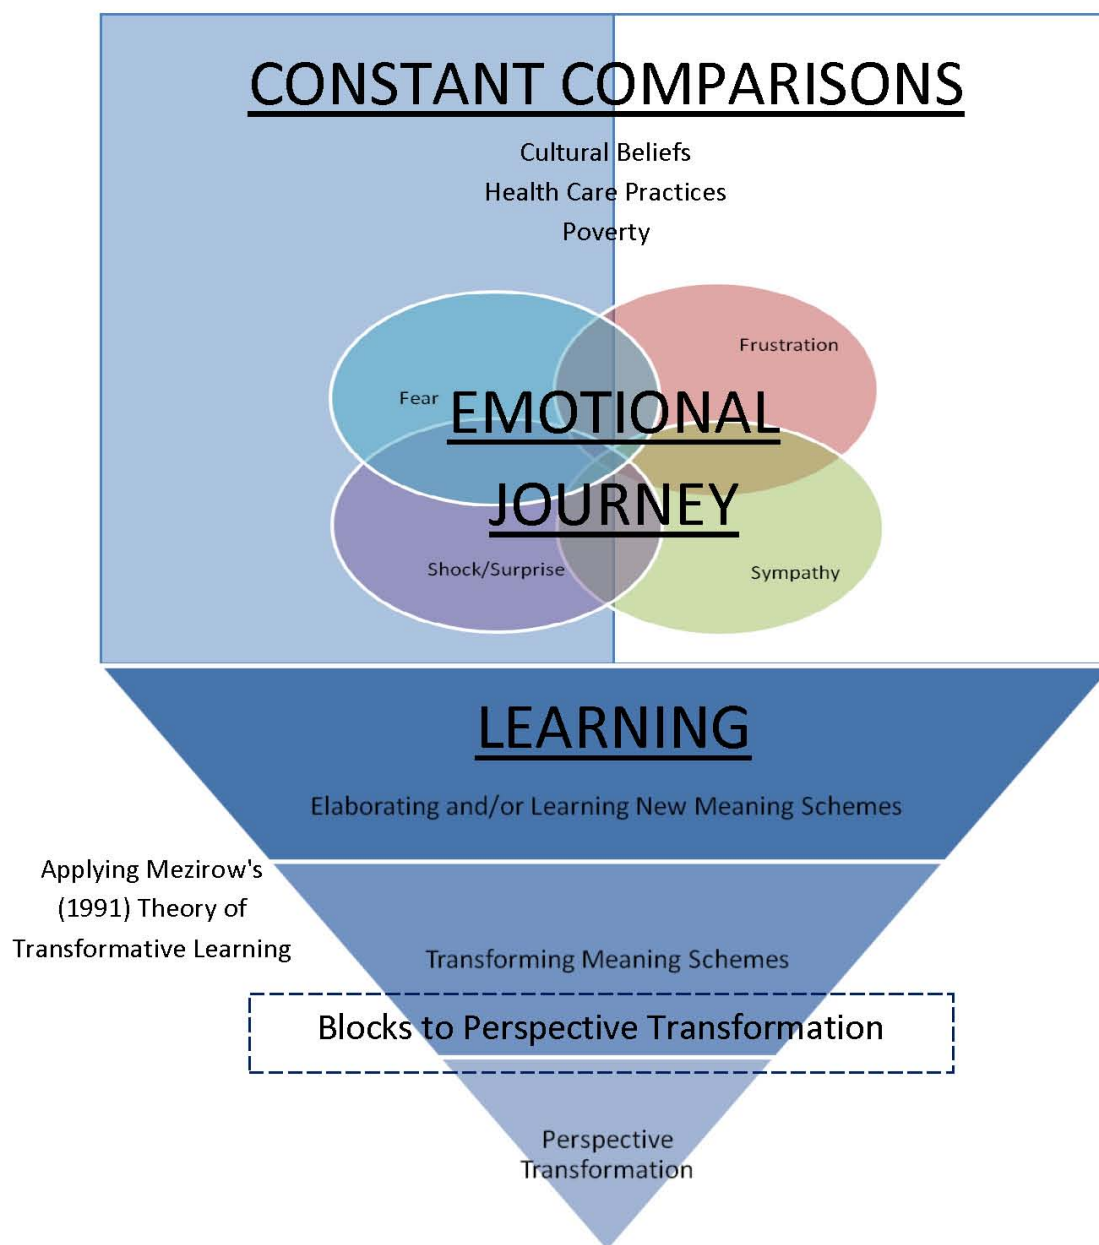 CONSTANT COMPARISONS
Cultural Beliefs
Health Care Practices
Poverty
Frustration
Fear
EMOTIONAL
JOURNEY
Shock/Surprise
Sympathy
LEARNING
Elaborating and/or Learning New Meaning Schemes
Applying Mezirow's
(1991) Theory of
Transformative Learning
Transforming Meaning Schemes
Blocks to Perspective Transformation
Perspective
Transformation